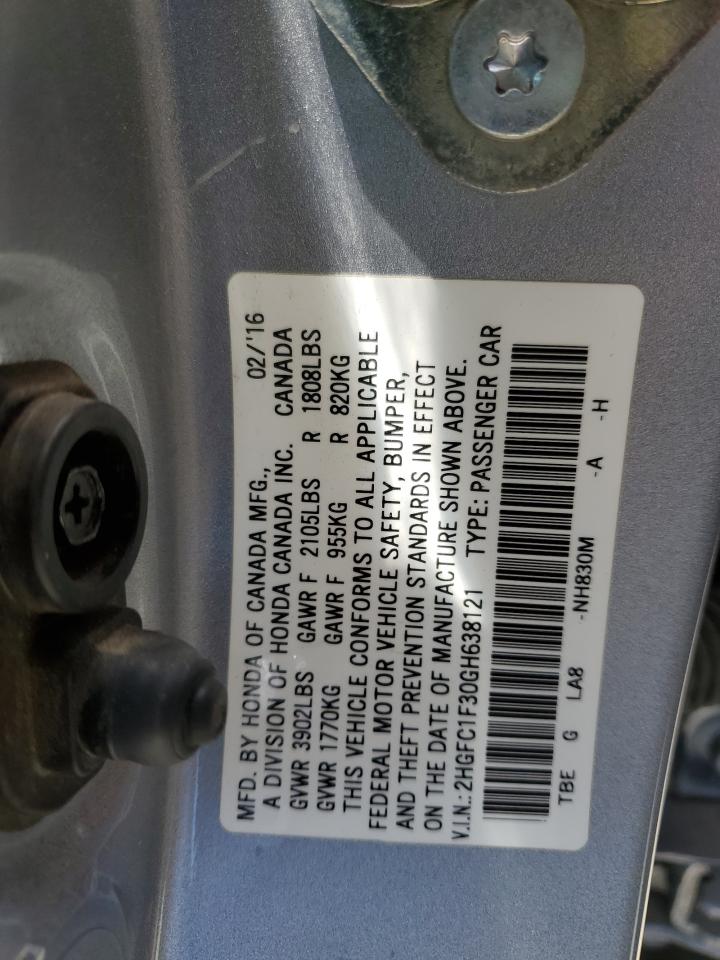 MFD. BY HONDA OF CANADA MFG., 02/'16
A DIVISION OF HONDA CANADA INC. CANADA
GVWR 3902LBS GAWR F 2105LBS R 1808LBS
GVWR 1770KG GAWR F 955KG R 820KG
THIS VEHICLE CONFORMS TO ALL APPLICABLE
FEDERAL MOTOR VEHICLE SAFETY, BUMPER,
AND THEFT PREVENTION STANDARDS IN EFFECT
ON THE DATE OF MANUFACTURE SHOWN ABOVE.
V.I.N.: 2HGFC1F30GH638121 TYPE: PASSENGER CAR
TBE G LA8 -NH830M -A -H